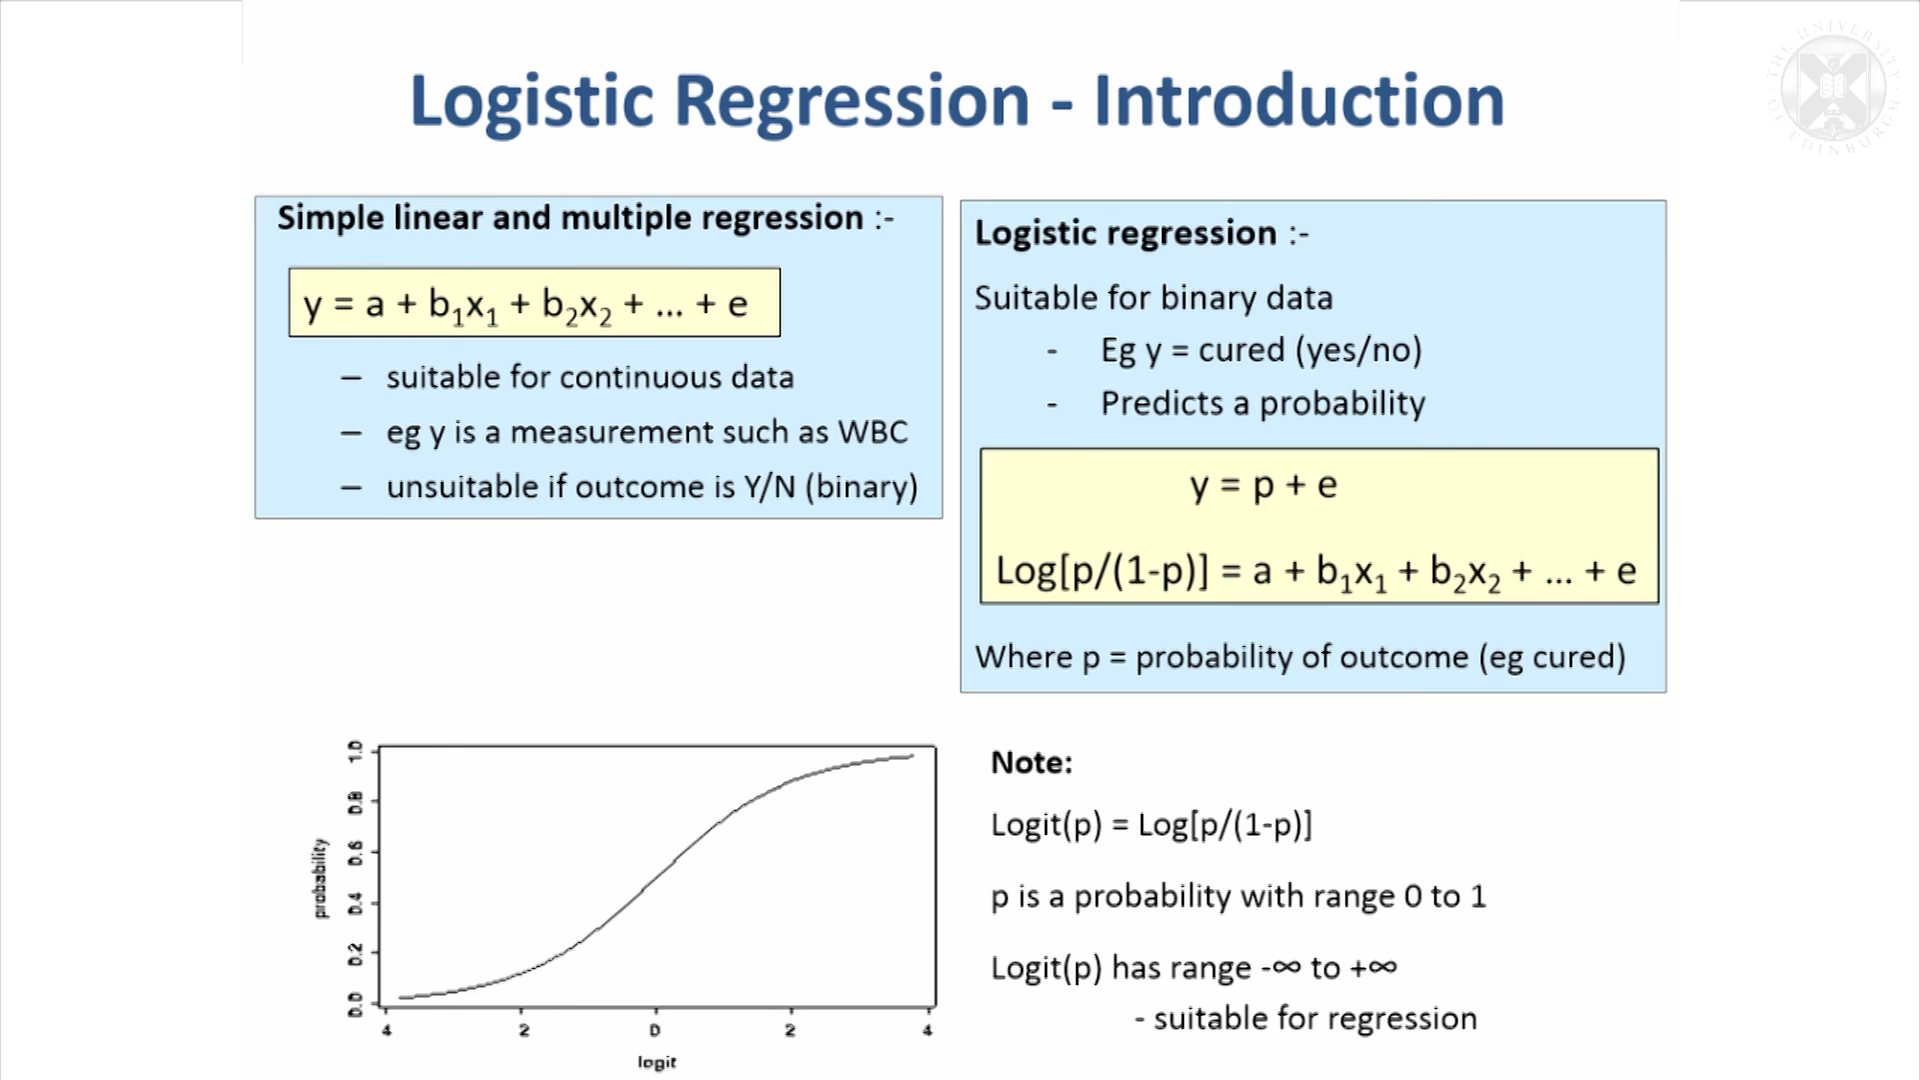 Logistic Regression - Introduction
THE UNIVERSITY OF EDINBURGH
Simple linear and multiple regression :-
y = a + b₁x₁ + b₂x₂ + ... + e
– suitable for continuous data
– eg y is a measurement such as WBC
– unsuitable if outcome is Y/N (binary)
Logistic regression :-
Suitable for binary data
- Eg y = cured (yes/no)
- Predicts a probability
y = p + e
Log[p/(1-p)] = a + b₁x₁ + b₂x₂ + ... + e
Where p = probability of outcome (eg cured)
probability
1.0
0.8
0.6
0.4
0.2
0.0
4 2 0 2 4
logit
Note:
Logit(p) = Log[p/(1-p)]
p is a probability with range 0 to 1
Logit(p) has range -∞ to +∞
- suitable for regression